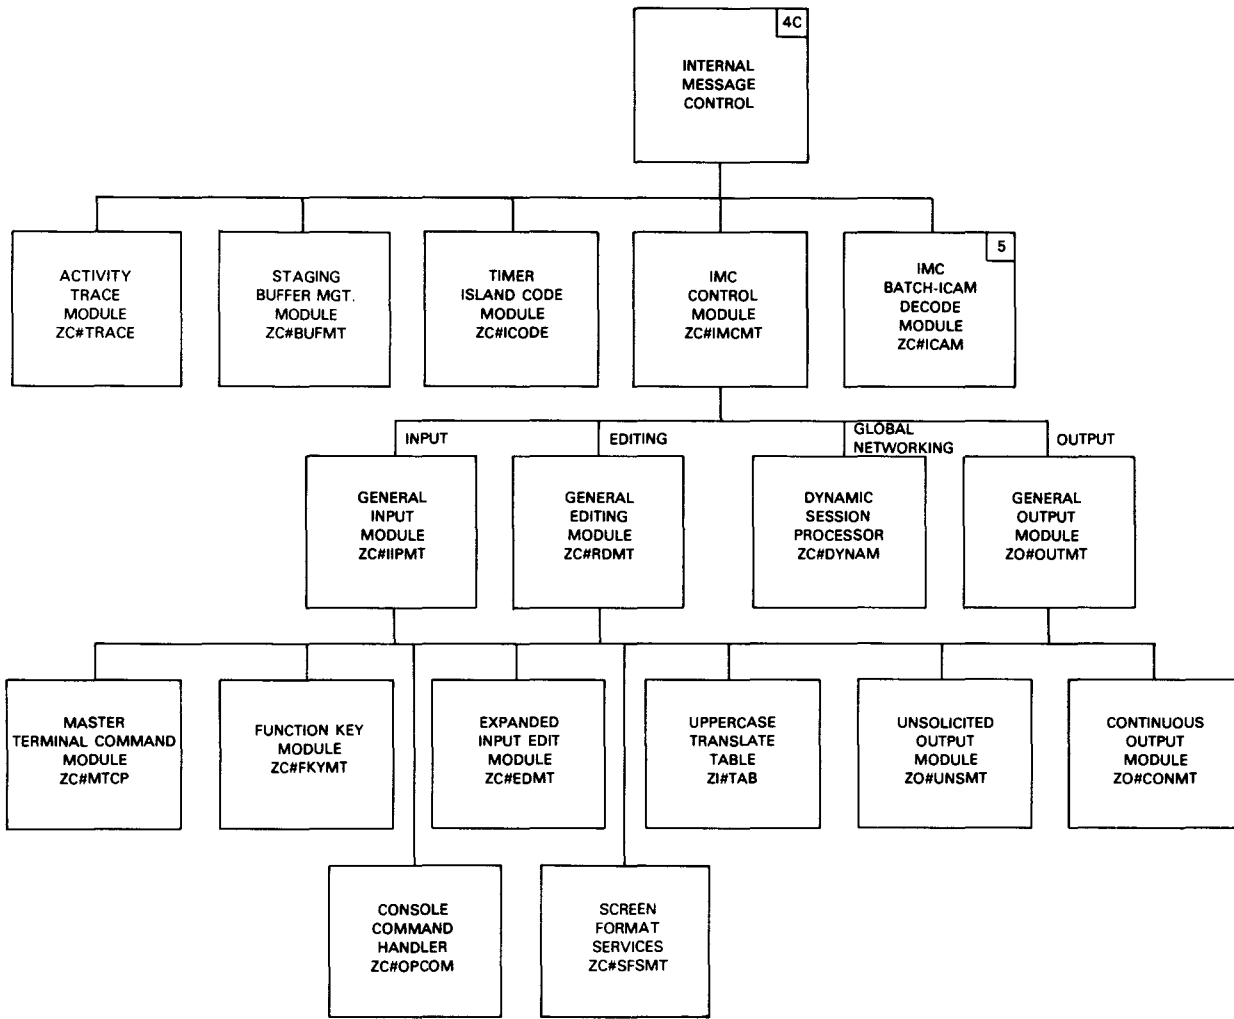 4C
INTERNAL
MESSAGE
CONTROL
ACTIVITY
TRACE
MODULE
ZC#TRACE
STAGING
BUFFER MGT.
MODULE
ZC#BUFMT
TIMER
ISLAND CODE
MODULE
ZC#ICODE
IMC
CONTROL
MODULE
ZC#IMCMT
5
IMC
BATCH-ICAM
DECODE
MODULE
ZC#ICAM
INPUT
EDITING
GLOBAL
NETWORKING
OUTPUT
GENERAL
INPUT
MODULE
ZC#IIPMT
GENERAL
EDITING
MODULE
ZC#RDMT
DYNAMIC
SESSION
PROCESSOR
ZC#DYNAM
GENERAL
OUTPUT
MODULE
ZO#OUTMT
MASTER
TERMINAL COMMAND
MODULE
ZC#MTCP
FUNCTION KEY
MODULE
ZC#FKYMT
EXPANDED
INPUT EDIT
MODULE
ZC#EDMT
UPPERCASE
TRANSLATE
TABLE
ZI#TAB
UNSOLICITED
OUTPUT
MODULE
ZO#UNSMT
CONTINUOUS
OUTPUT
MODULE
ZO#CONMT
CONSOLE
COMMAND
HANDLER
ZC#OPCOM
SCREEN
FORMAT
SERVICES
ZC#SFSMT